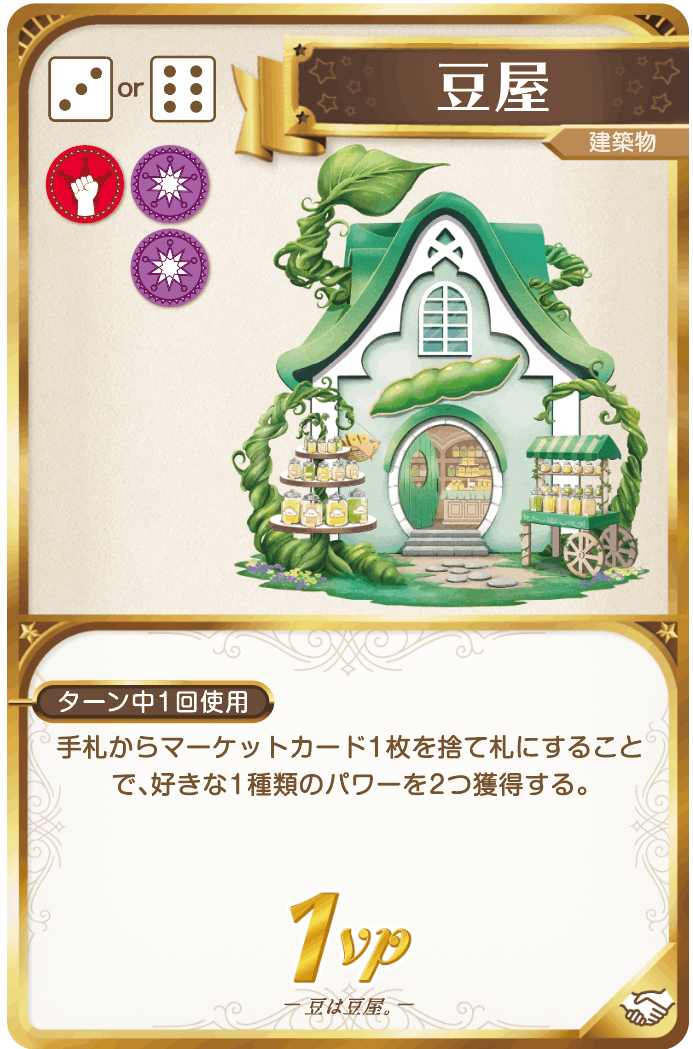 or
豆屋
建築物
ターン中1回使用
手札からマーケットカード1枚を捨て札にすること
で、好きな1種類のパワーを2つ獲得する。
1vp
― 豆は豆屋。―